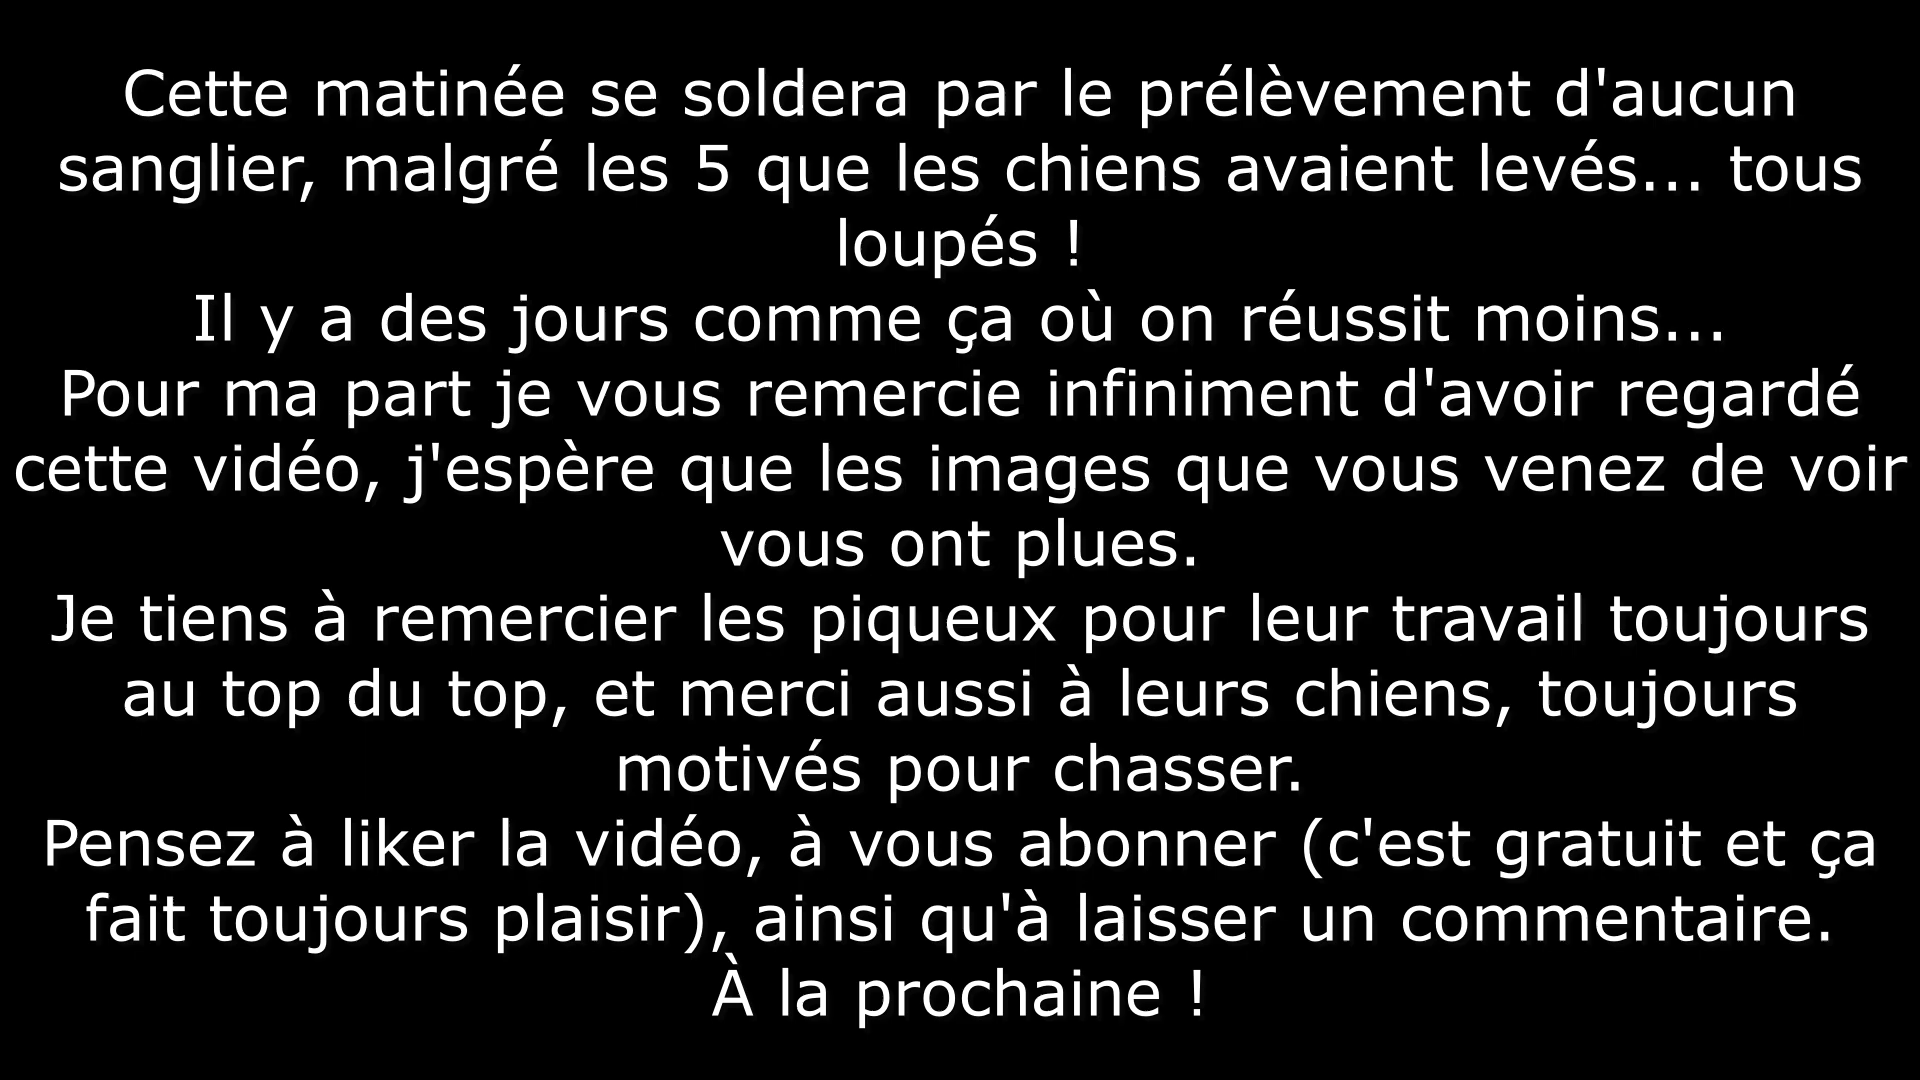 Cette matinée se soldera par le prélèvement d'aucun
sanglier, malgré les 5 que les chiens avaient levés... tous
loupés !
Il y a des jours comme ça où on réussit moins...
Pour ma part je vous remercie infiniment d'avoir regardé
cette vidéo, j'espère que les images que vous venez de voir
vous ont plues.
Je tiens à remercier les piqueux pour leur travail toujours
au top du top, et merci aussi à leurs chiens, toujours
motivés pour chasser.
Pensez à liker la vidéo, à vous abonner (c'est gratuit et ça
fait toujours plaisir), ainsi qu'à laisser un commentaire.
À la prochaine !